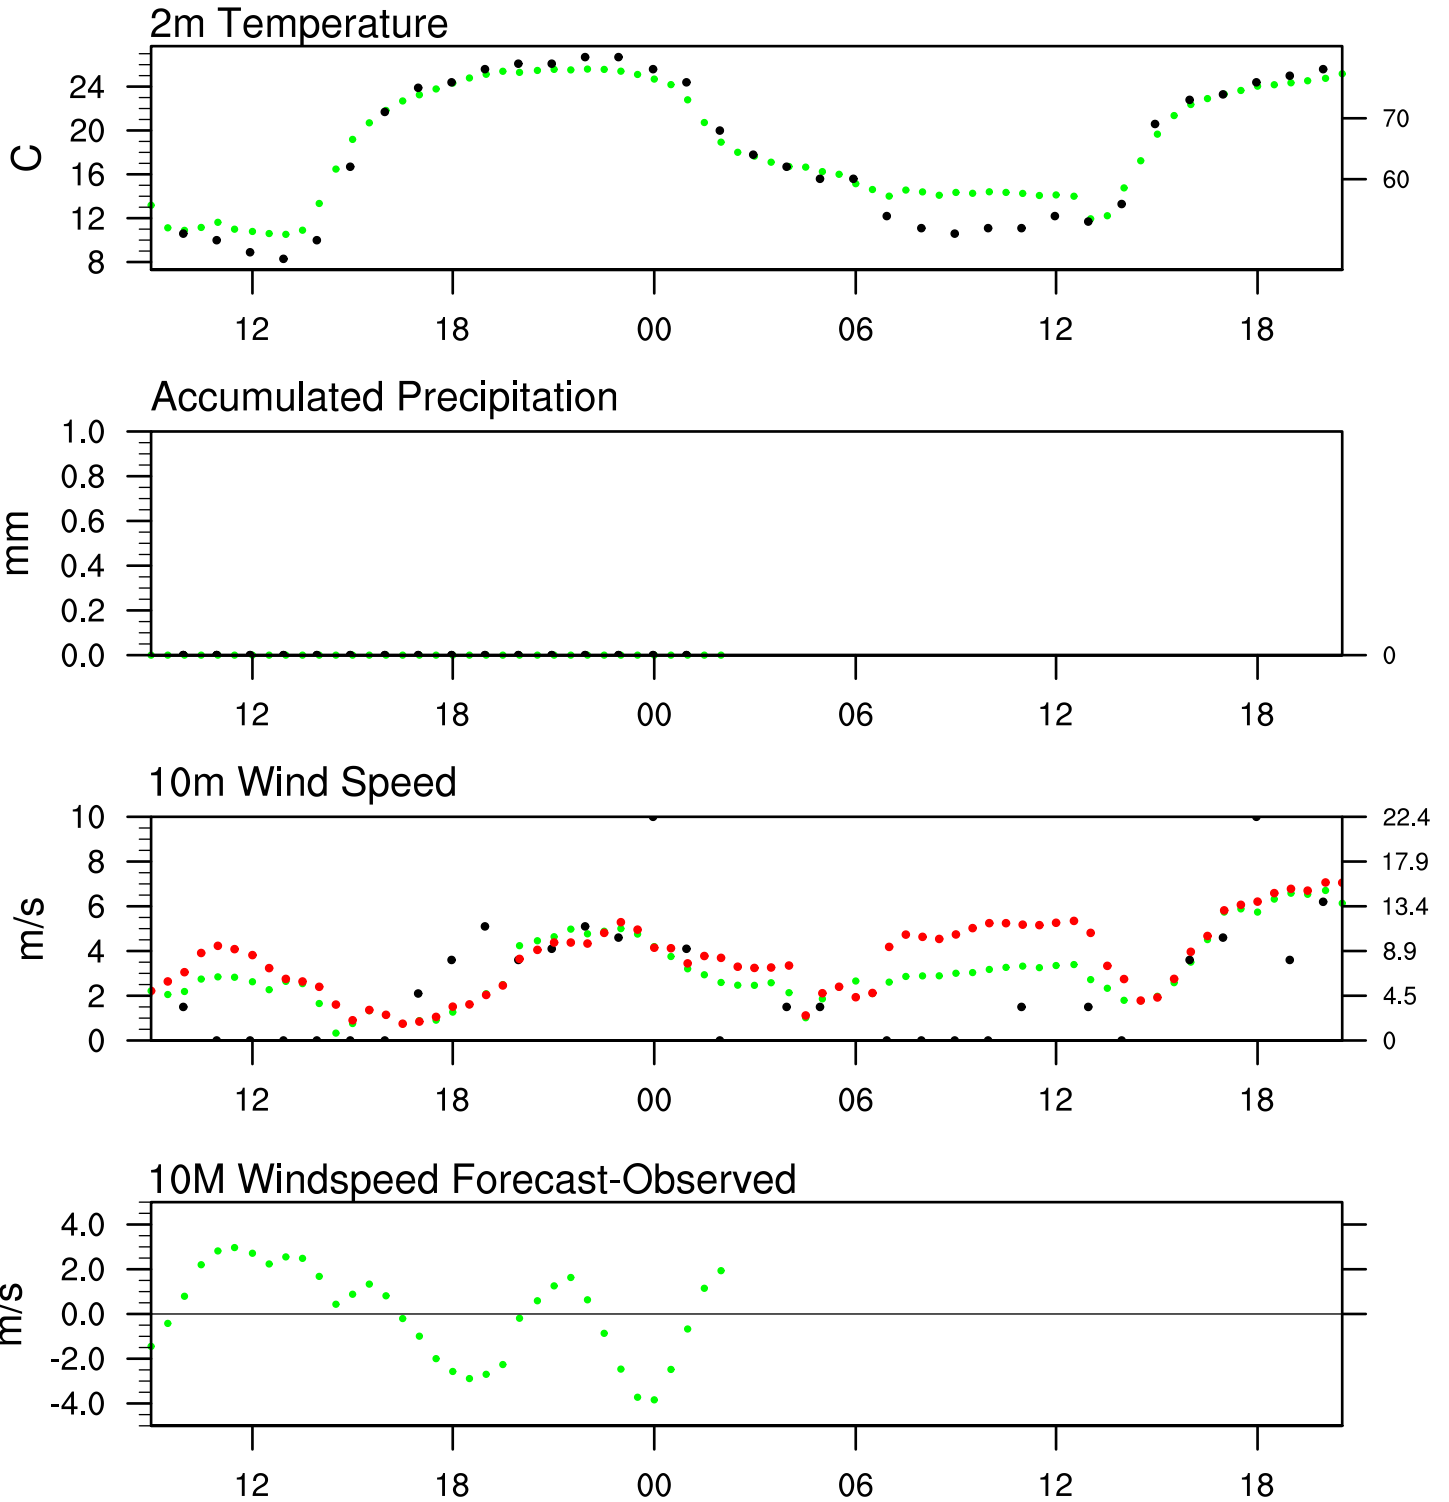 2m Temperature
C
24
20
16
12
8
70
60
12 18 00 06 12 18
Accumulated Precipitation
mm
1.0
0.8
0.6
0.4
0.2
0.0
0
12 18 00 06 12 18
10m Wind Speed
m/s
10
8
6
4
2
0
22.4
17.9
13.4
8.9
4.5
0
12 18 00 06 12 18
10M Windspeed Forecast-Observed
m/s
4.0
2.0
0.0
-2.0
-4.0
12 18 00 06 12 18